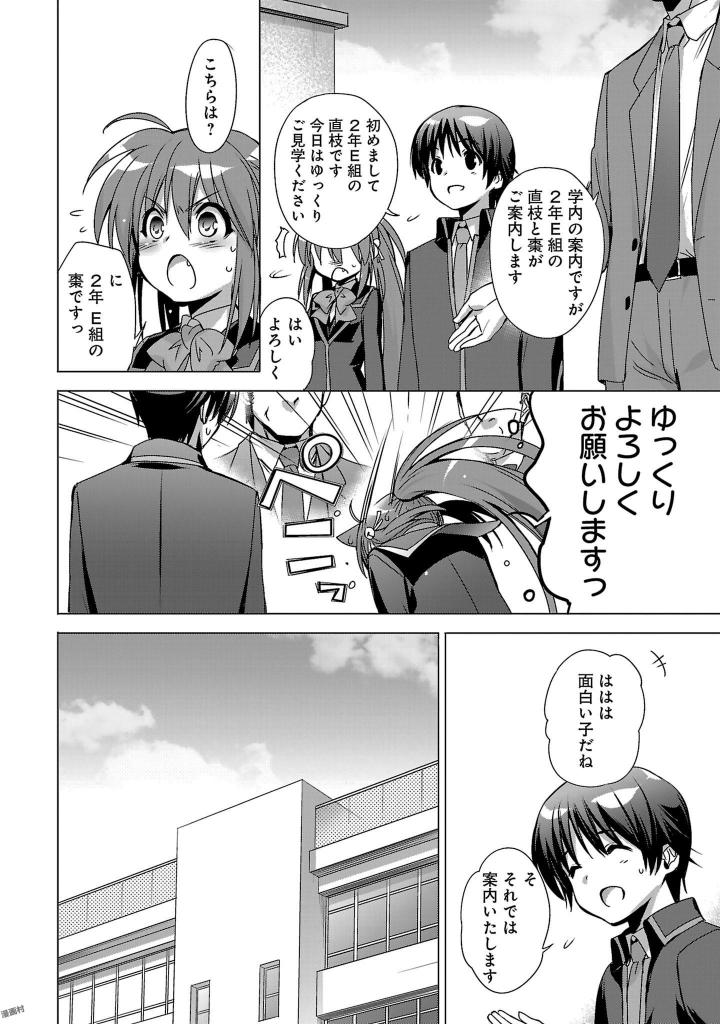 学内の案内ですが
2年E組の
直枝と棗が
ご案内します
初めまして
2年E組の
直枝です
今日はゆっくり
ご見学ください
はい
よろしく
こちらは？
に
2年 E組の
棗ですっ
ゆっくり
よろしく
お願いしますっ
ペこっ
ははは
面白い子だね
そ
それでは
案内いたします
漫画村